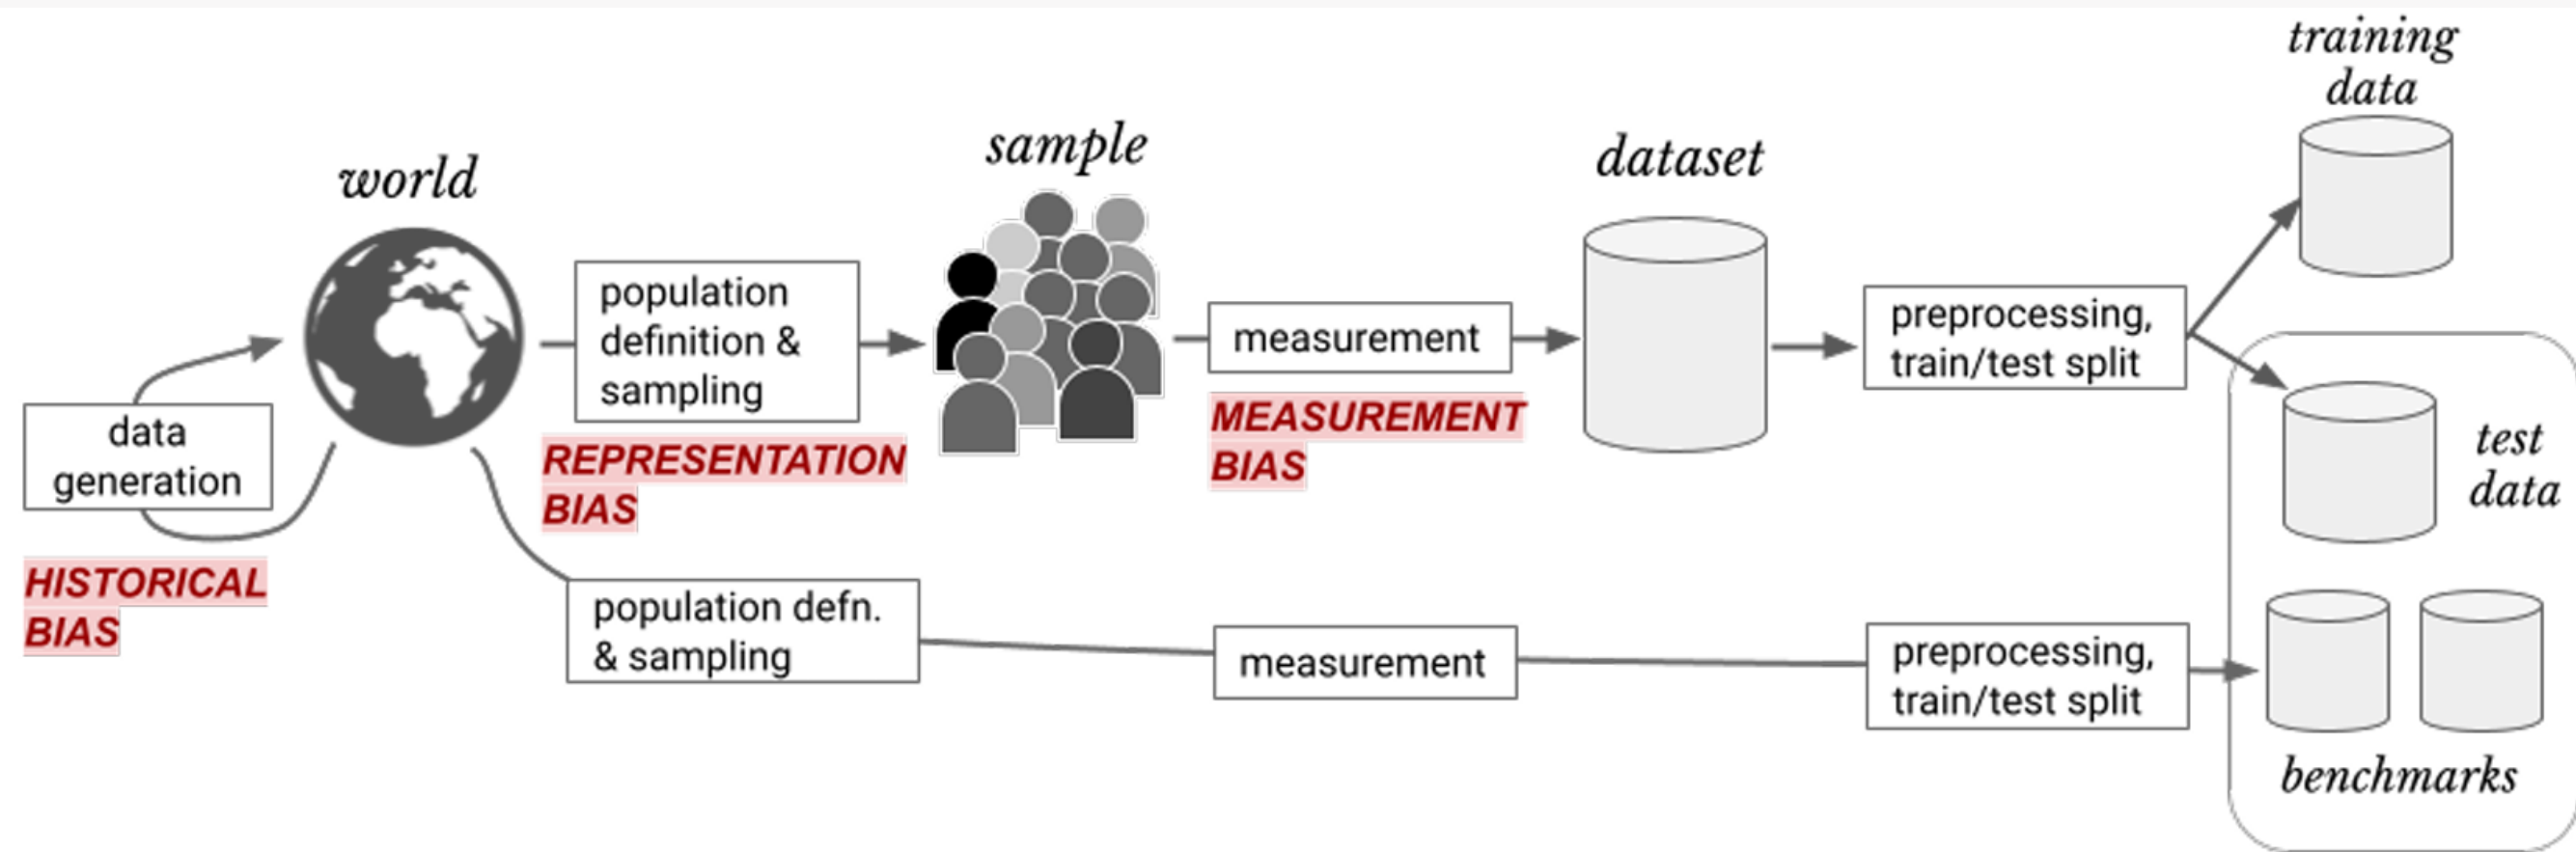 training
data
sample
dataset
world
population
definition &
sampling
preprocessing,
train/test split
measurement
MEASUREMENT
BIAS
data
generation
REPRESENTATION
BIAS
test
data
HISTORICAL
BIAS
population defn.
& sampling
measurement
preprocessing,
train/test split
benchmarks